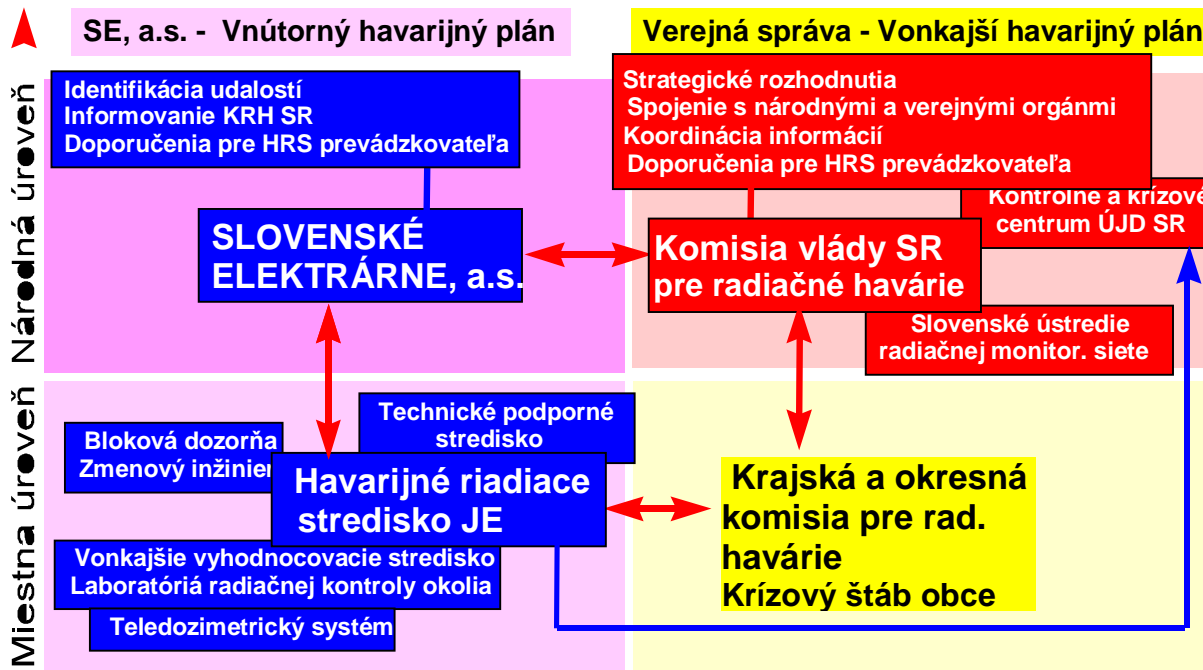 SE, a.s. - Vnútorný havarijný plán
Verejná správa - Vonkajší havarijný plán
Národná úroveň
Identifikácia udalostí
Informovanie KRH SR
Doporučenia pre HRS prevádzkovateľa
Strategické rozhodnutia
Spojenie s národnými a verejnými orgánmi
Koordinácia informácií
Doporučenia pre HRS prevádzkovateľa
Kontrolné a krízové
centrum ÚJD SR
SLOVENSKÉ
ELEKTRÁRNE, a.s.
Komisia vlády SR
pre radiačné havárie
Slovenské ústredie
radiačnej monitor. siete
Miestna úroveň
Technické podporné
stredisko
Bloková dozorňa
Zmenový inžinier
Havarijné riadiace
stredisko JE
Krajská a okresná
komisia pre rad.
havárie
Krízový štáb obce
Vonkajšie vyhodnocovacie stredisko
Laboratóriá radiačnej kontroly okolia
Teledozimetrický systém